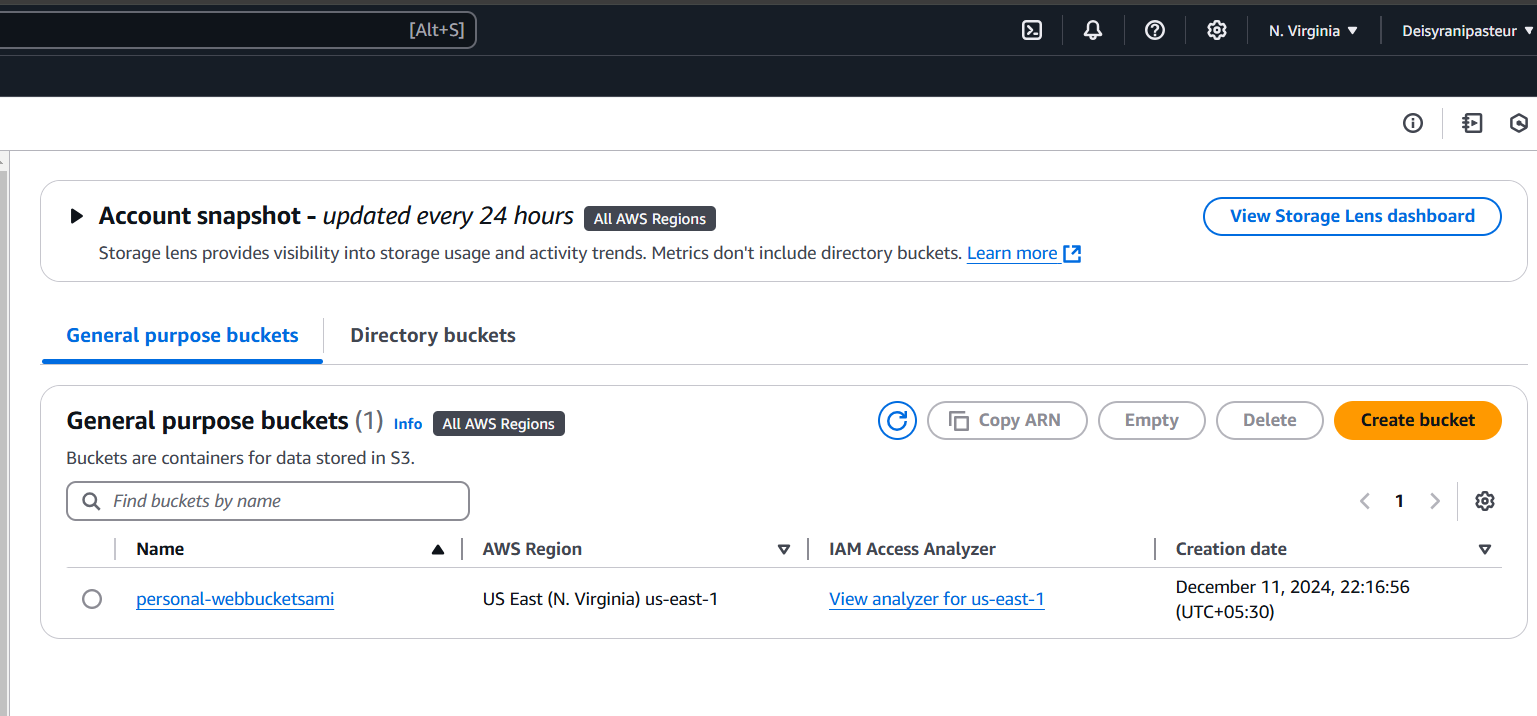 [Alt+S]
N. Virginia
Deisyranipasteur
Account snapshot - updated every 24 hours All AWS Regions
View Storage Lens dashboard
Storage lens provides visibility into storage usage and activity trends. Metrics don't include directory buckets. Learn more
General purpose buckets
Directory buckets
General purpose buckets (1) Info All AWS Regions
Copy ARN
Empty
Delete
Create bucket
Buckets are containers for data stored in S3.
Find buckets by name
1
Name
AWS Region
IAM Access Analyzer
Creation date
personal-webbucketsami
US East (N. Virginia) us-east-1
View analyzer for us-east-1
December 11, 2024, 22:16:56
(UTC+05:30)